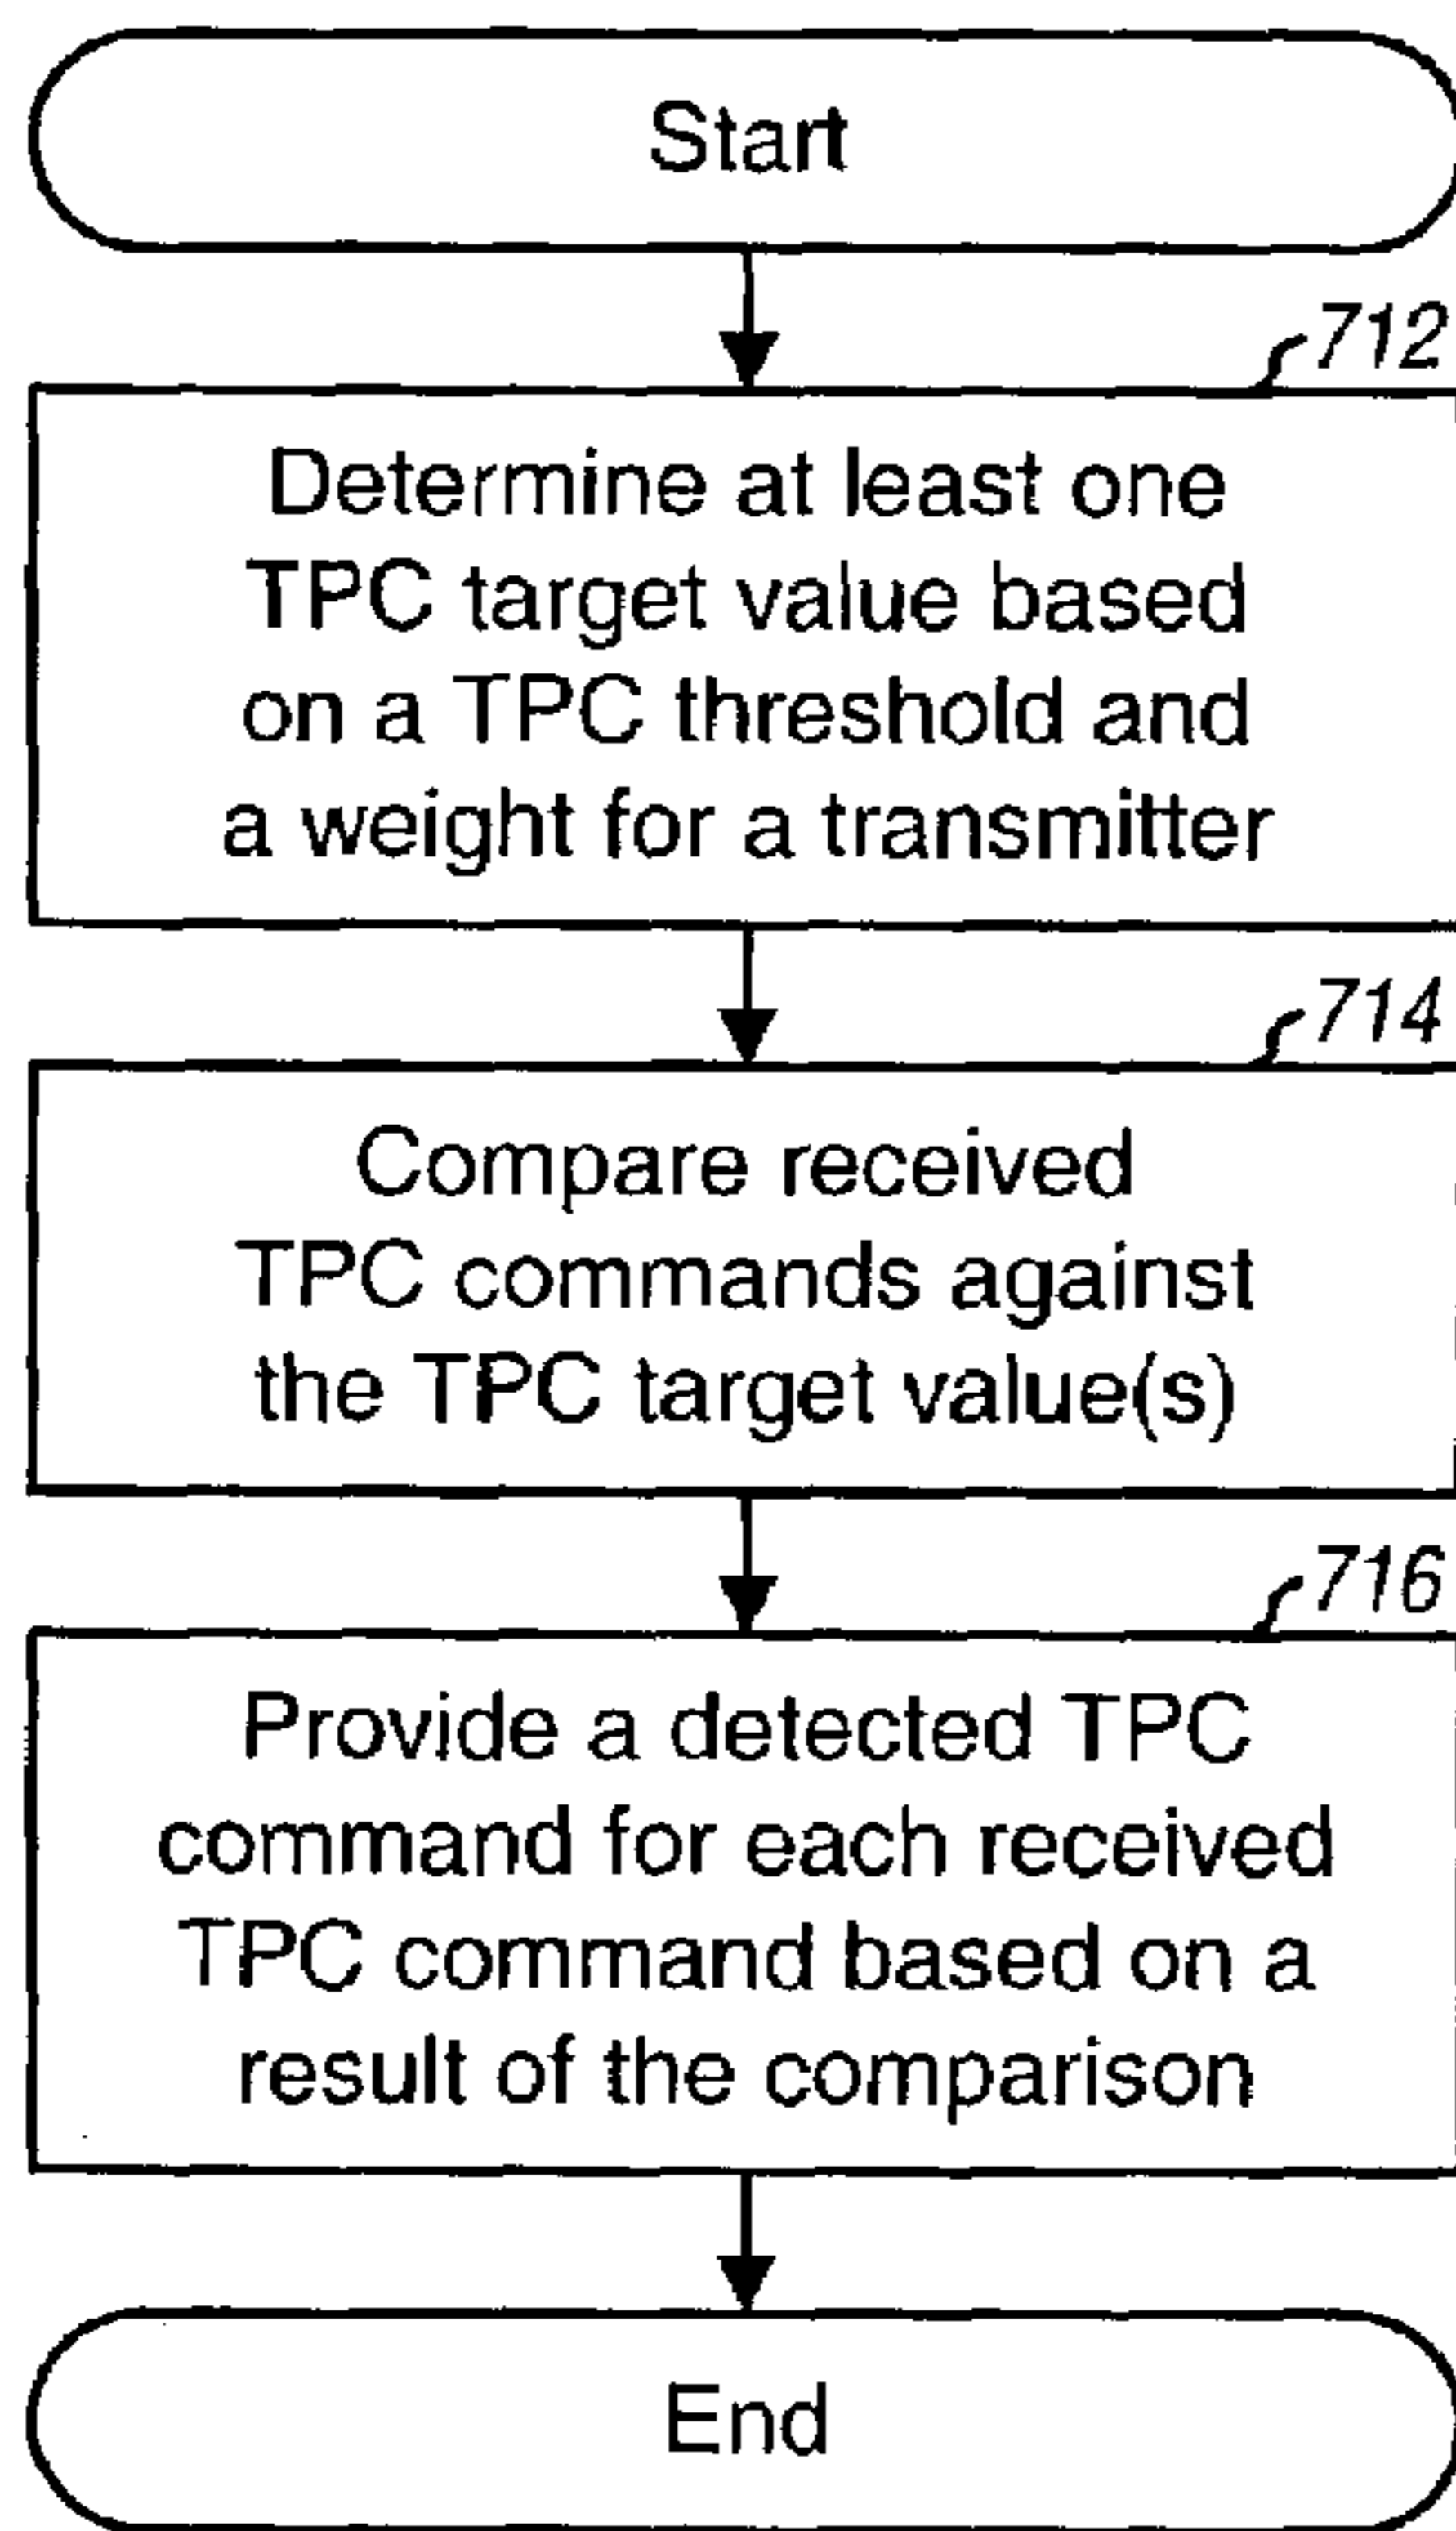 Start
712
Determine at least one
TPC target value based
on a TPC threshold and
a weight for a transmitter
714
Compare received
TPC commands against
the TPC target value(s)
716
Provide a detected TPC
command for each received
TPC command based on a
result of the comparison
End